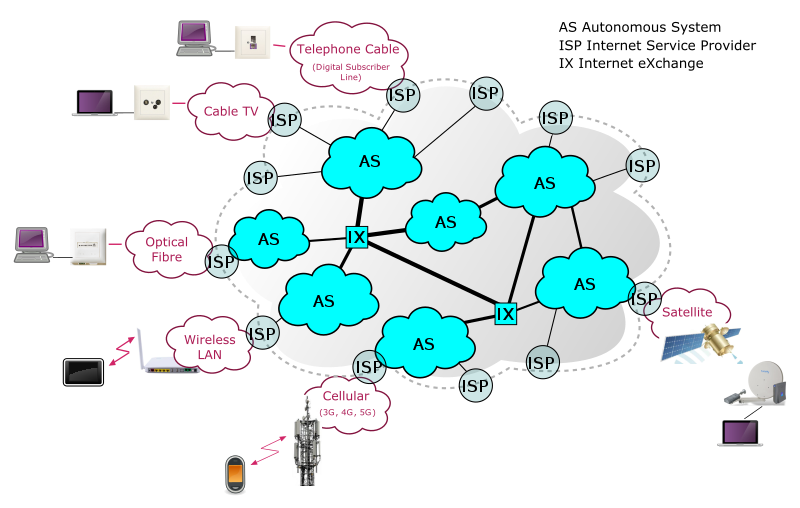 AS Autonomous System
ISP Internet Service Provider
IX Internet eXchange
Telephone Cable
(Digital Subscriber
Line)
Cable TV
ISP
ISP
ISP
ISP
ISP
ISP
AS
AS
AS
AS
IX
Optical
Fibre
ISP
AS
AS
ISP
Satellite
IX
Wireless
LAN
ISP
AS
ISP
ISP
ISP
Cellular
(3G, 4G, 5G)